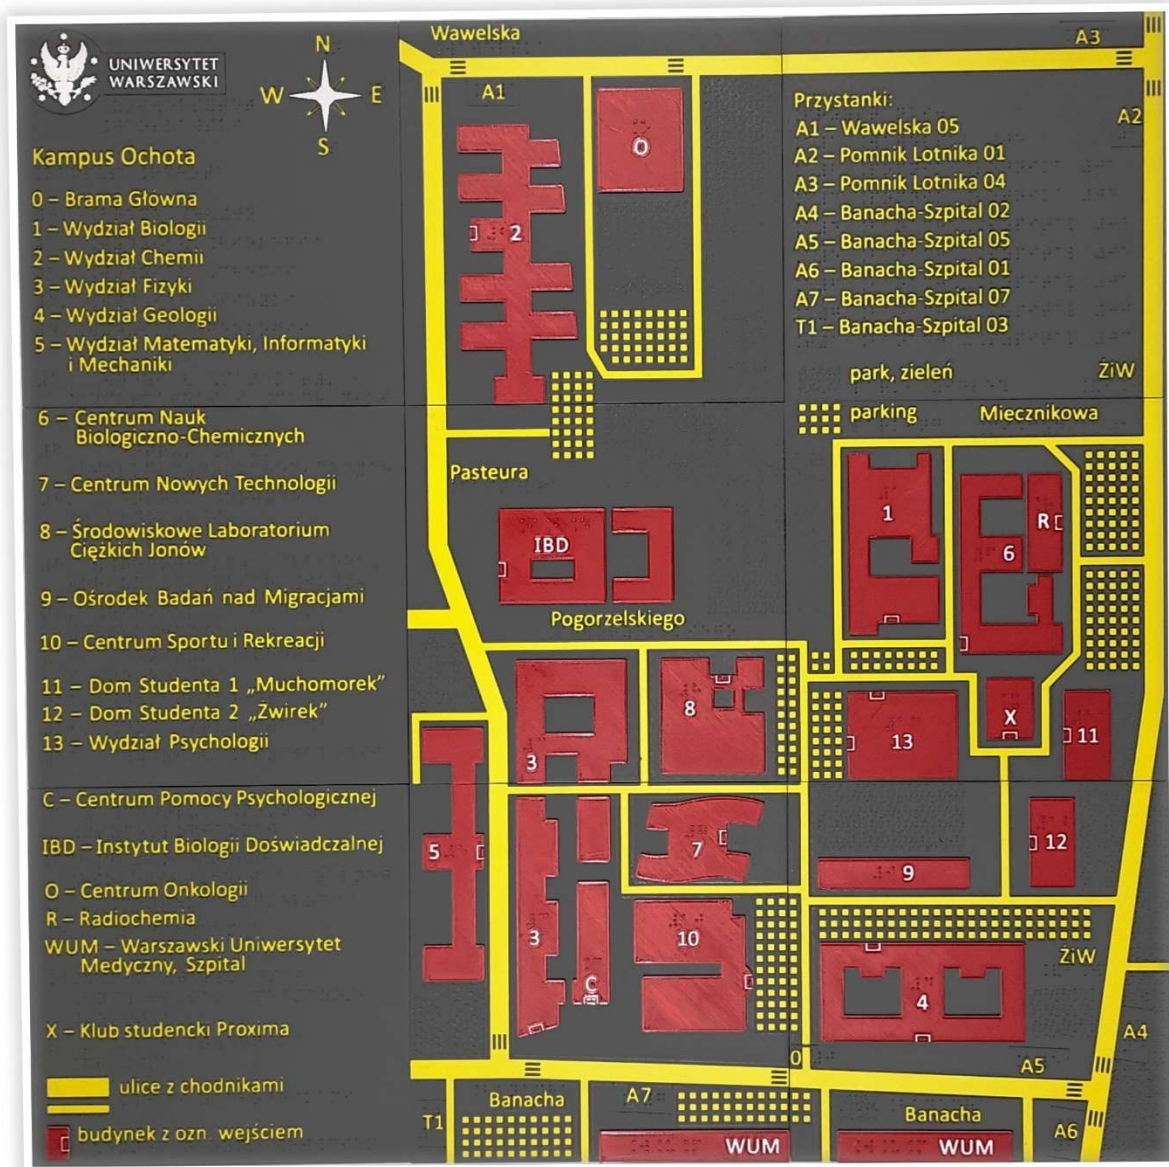 UNIWERSYTET
WARSZAWSKI
N
W
E
S
Kampus Ochota
0 – Brama Główna
1 – Wydział Biologii
2 – Wydział Chemii
3 – Wydział Fizyki
4 – Wydział Geologii
5 – Wydział Matematyki, Informatyki
i Mechaniki
6 – Centrum Nauk
Biologiczno-Chemicznych
7 – Centrum Nowych Technologii
8 – Środowiskowe Laboratorium
Ciężkich Jonów
9 – Ośrodek Badań nad Migracjami
10 – Centrum Sportu i Rekreacji
11 – Dom Studenta 1 „Muchomorek”
12 – Dom Studenta 2 „Żwirek”
13 – Wydział Psychologii
C – Centrum Pomocy Psychologicznej
IBD – Instytut Biologii Doświadczalnej
O – Centrum Onkologii
R – Radiochemia
WUM – Warszawski Uniwersytet
Medyczny, Szpital
X – Klub studencki Proxima
ulice z chodnikami
budynek z ozn. wejściem
Wawelska
A3
A1
A2
O
2
Przystanki:
A1 – Wawelska 05
A2 – Pomnik Lotnika 01
A3 – Pomnik Lotnika 04
A4 – Banacha-Szpital 02
A5 – Banacha-Szpital 05
A6 – Banacha-Szpital 01
A7 – Banacha-Szpital 07
T1 – Banacha-Szpital 03
park, zieleń
ŻiW
parking
Miecznikowa
Pasteura
1
R
IBD
6
Pogorzelskiego
8
X
3
13
11
5
7
12
9
3
10
ŻiW
C
4
A4
0
A5
Banacha
A7
Banacha
T1
A6
WUM
WUM